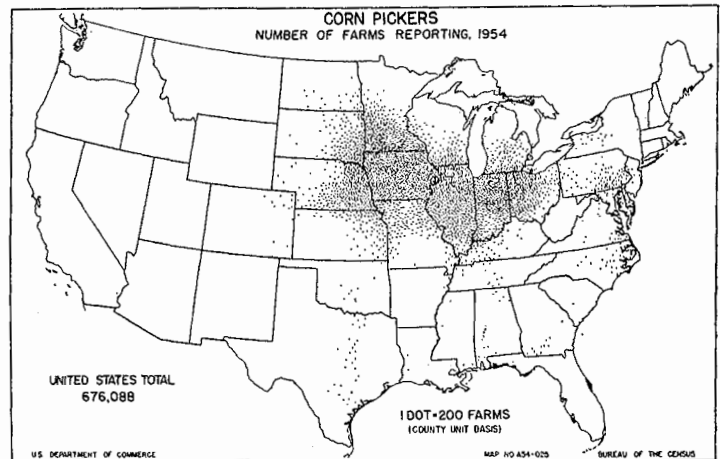 CORN PICKERS
NUMBER OF FARMS REPORTING, 1954
UNITED STATES TOTAL
676,088
1 DOT=200 FARMS
(COUNTY UNIT BASIS)
U.S. DEPARTMENT OF COMMERCE
MAP NO A54-025
BUREAU OF THE CENSUS